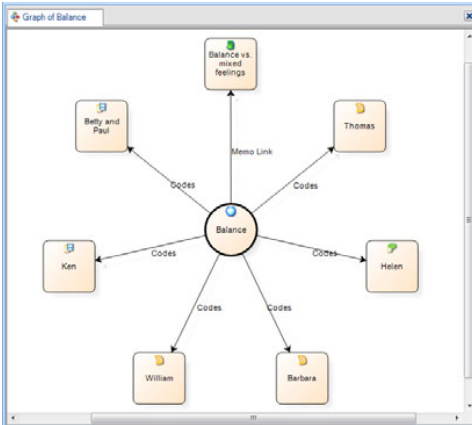 Graph of Balance
Balance vs.
mixed
feelings
Betty and
Paul
Thomas
Memo Link
Codes
Codes
Balance
Ken
Codes
Codes
Helen
Codes
Codes
William
Barbara